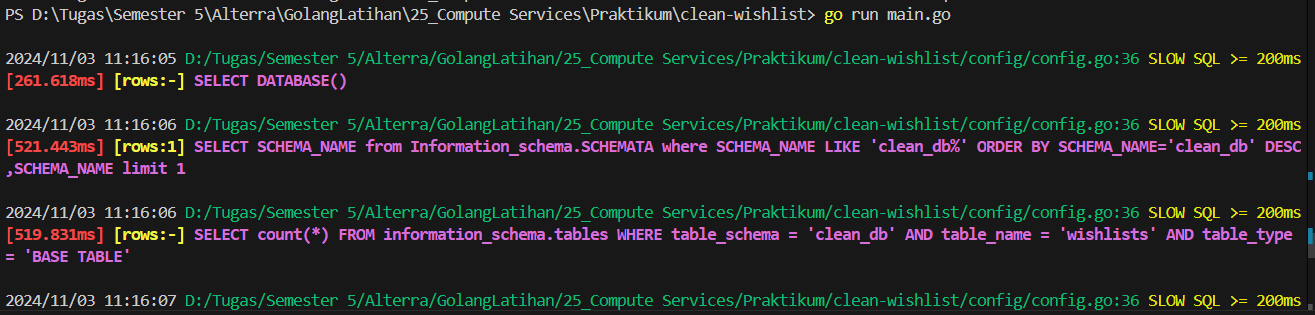 PS D:\Tugas\Semester 5\Alterra\GolangLatihan\25_Compute Services\Praktikum\clean-wishlist> go run main.go
2024/11/03 11:16:05 D:/Tugas/Semester 5/Alterra/GolangLatihan/25_Compute Services/Praktikum/clean-wishlist/config/config.go:36 SLOW SQL >= 200ms
[261.618ms] [rows:-] SELECT DATABASE()
2024/11/03 11:16:06 D:/Tugas/Semester 5/Alterra/GolangLatihan/25_Compute Services/Praktikum/clean-wishlist/config/config.go:36 SLOW SQL >= 200ms
[521.443ms] [rows:1] SELECT SCHEMA_NAME from Information_schema.SCHEMATA where SCHEMA_NAME LIKE 'clean_db%' ORDER BY SCHEMA_NAME='clean_db' DESC
,SCHEMA_NAME limit 1
2024/11/03 11:16:06 D:/Tugas/Semester 5/Alterra/GolangLatihan/25_Compute Services/Praktikum/clean-wishlist/config/config.go:36 SLOW SQL >= 200ms
[519.831ms] [rows:-] SELECT count(*) FROM information_schema.tables WHERE table_schema = 'clean_db' AND table_name = 'wishlists' AND table_type
= 'BASE TABLE'
2024/11/03 11:16:07 D:/Tugas/Semester 5/Alterra/GolangLatihan/25_Compute Services/Praktikum/clean-wishlist/config/config.go:36 SLOW SQL >= 200ms